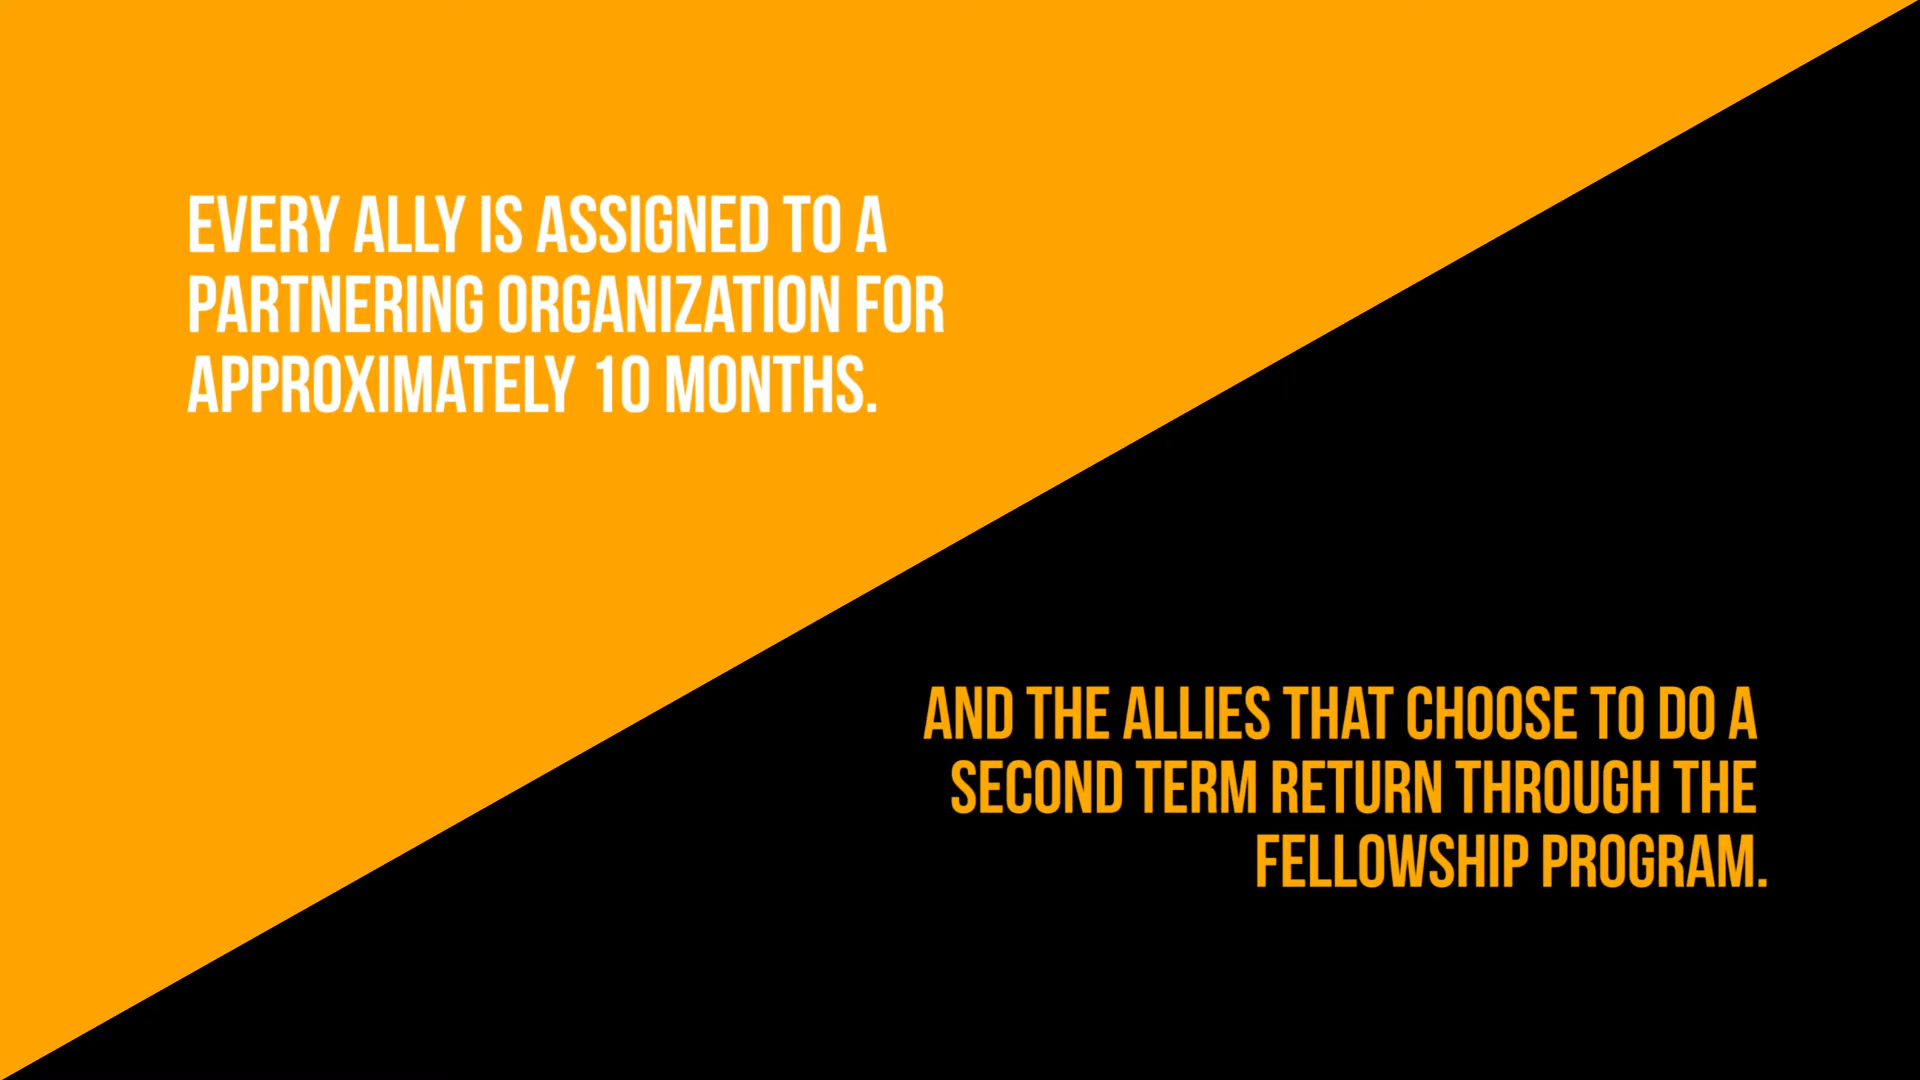 EVERY ALLY IS ASSIGNED TO A
PARTNERING ORGANIZATION FOR
APPROXIMATELY 10 MONTHS.
AND THE ALLIES THAT CHOOSE TO DO A
SECOND TERM RETURN THROUGH THE
FELLOWSHIP PROGRAM.